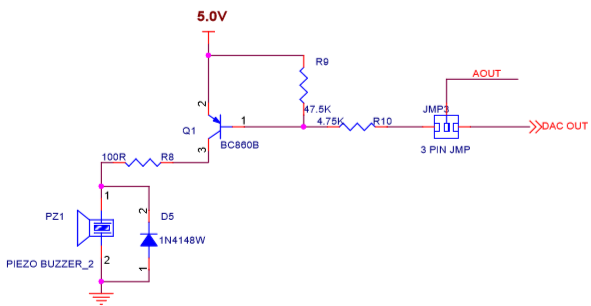 5.0V
R9
AOUT
2
47.5K
JMP3
1
4.75K
R10
DAC OUT
Q1
BC860B
3 PIN JMP
3
100R
R8
1
2
PZ1
D5
1N4148W
PIEZO BUZZER_2
2
1